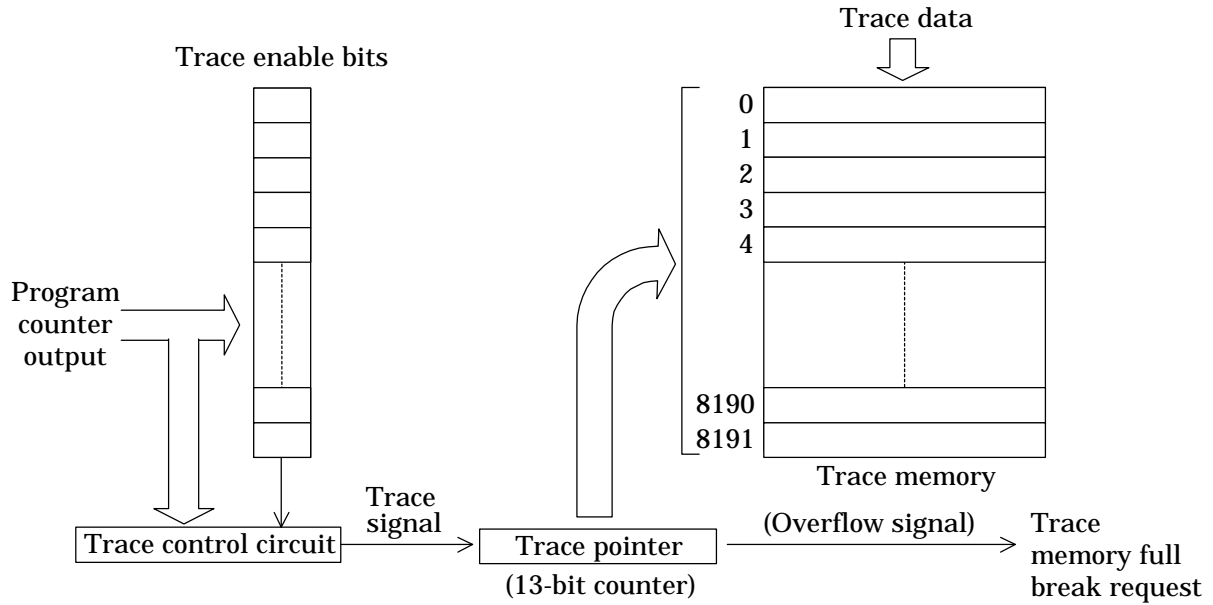 Trace data
Trace enable bits
0
1
2
3
4
8190
8191
Program
counter
output
Trace memory
Trace
signal
(Overflow signal)
Trace
memory full
break request
Trace control circuit
Trace pointer
(13-bit counter)